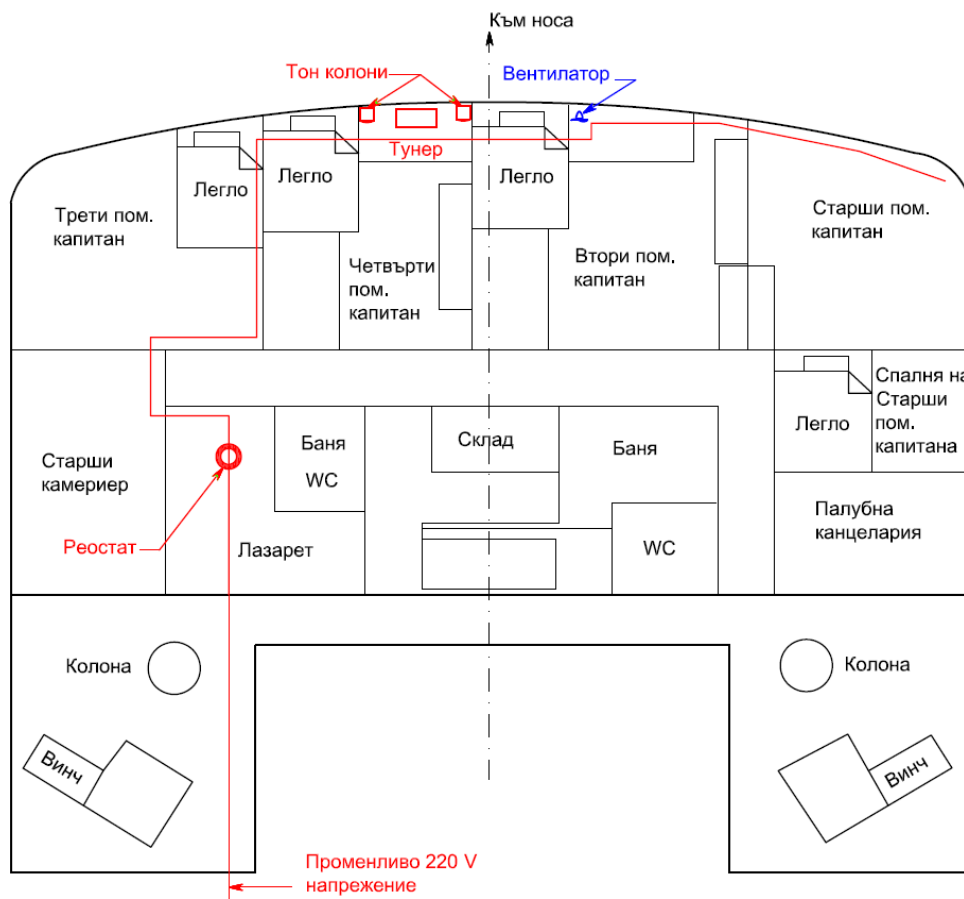 Към носа
Тон колони
Вентилатор
Тунер
Легло
Легло
Легло
Трети пом.
капитан
Четвърти
пом.
капитан
Втори пом.
капитан
Старши пом.
капитан
Спалня на
Старши
пом.
капитана
Легло
Старши
камериер
Баня
WC
Склад
Баня
Палубна
канцелария
Реостат
Лазарет
WC
Колона
Колона
Винч
Винч
Променливо 220 V
напрежение